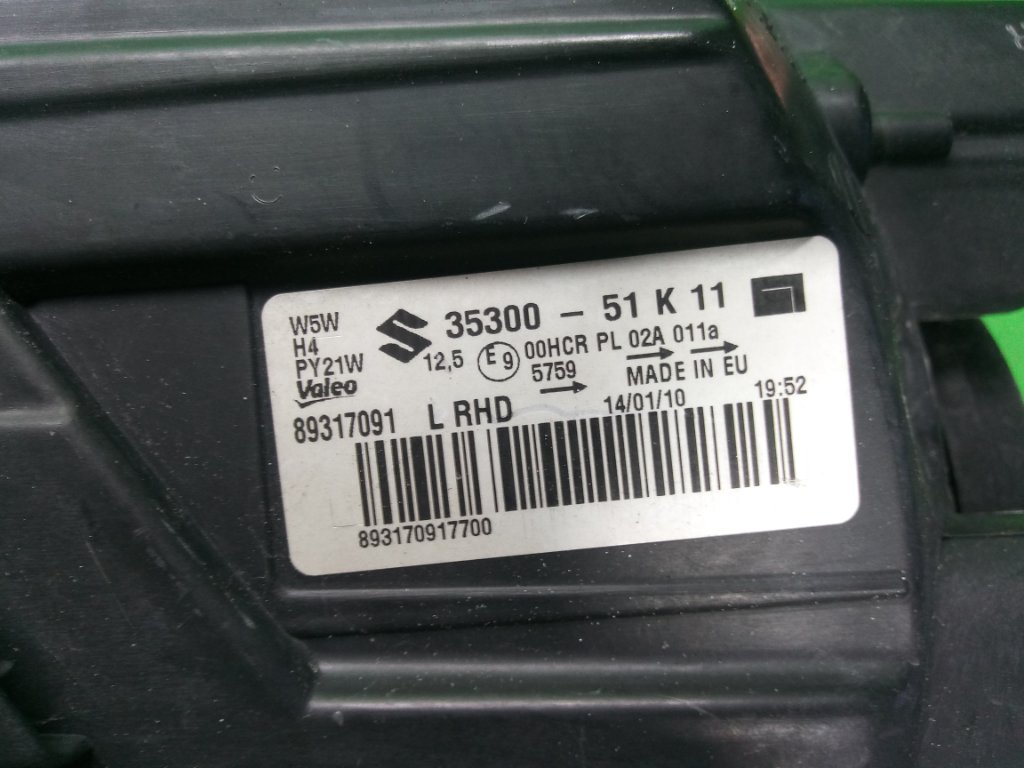 W5W
H4
PY21W
Valeo
35300 - 51 K 11
12,5 E9 00HCR PL 02A 011a
5759
MADE IN EU
89317091 L RHD
14/01/10 19:52
893170917700